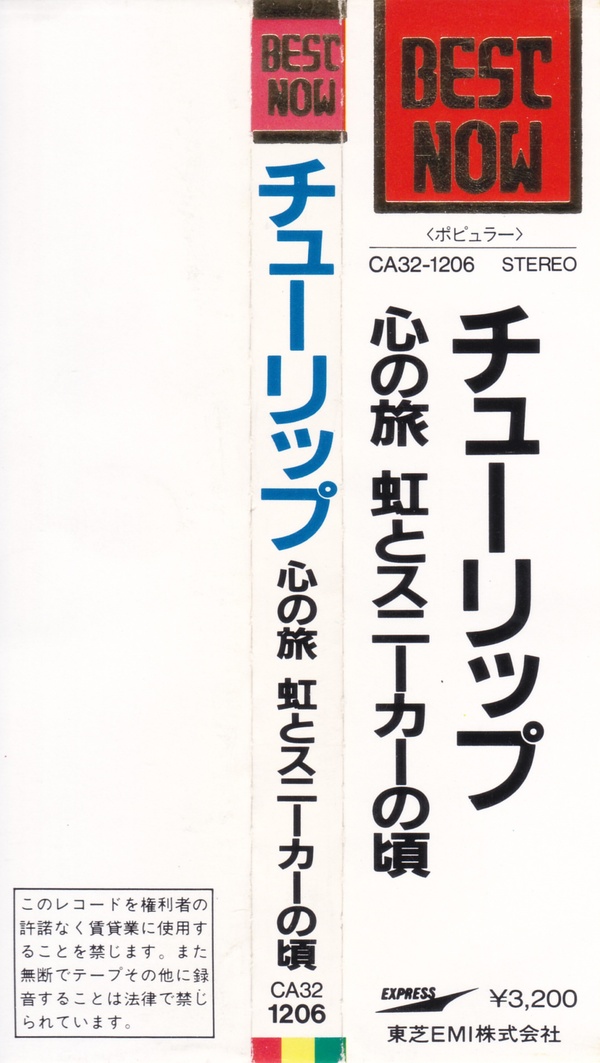 BEST
NOW
〈ポピュラー〉
CA32-1206 STEREO
チューリップ
心の旅 虹とスニーカーの頃
EXPRESS
¥3,200
東芝EMI株式会社
BEST
NOW
チューリップ
心の旅 虹とスニーカーの頃
CA32
1206
このレコードを権利者の
許諾なく賃貸業に使用す
ることを禁じます。また
無断でテープその他に録
音することは法律で禁じ
られています。